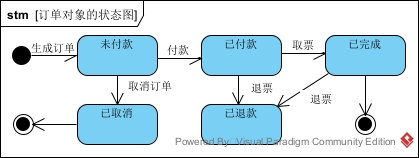 stm [订单对象的状态图]
生成订单
未付款
付款
已付款
取票
已完成
取消订单
退票
退票
已取消
已退款
Powered By Visual Paradigm Community Edition